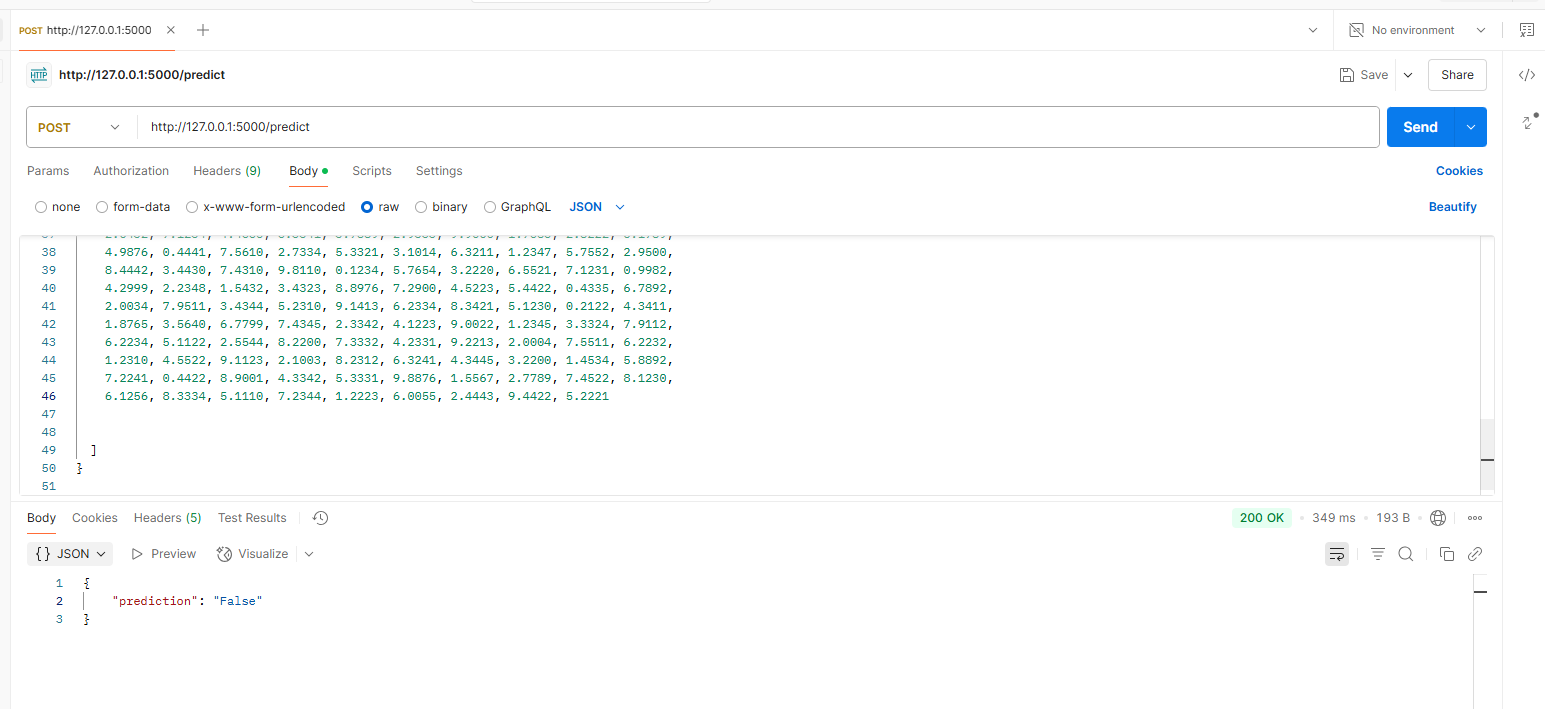 POST http://127.0.0.1:5000
No environment
HTTP http://127.0.0.1:5000/predict
Save
Share
POST http://127.0.0.1:5000/predict
Send
Params Authorization Headers (9) Body Scripts Settings
Cookies
none form-data x-www-form-urlencoded raw binary GraphQL JSON
Beautify
38 4.9876, 0.4441, 7.5610, 2.7334, 5.3321, 3.1014, 6.3211, 1.2347, 5.7552, 2.9500,
39 8.4442, 3.4430, 7.4310, 9.8110, 0.1234, 5.7654, 3.2220, 6.5521, 7.1231, 0.9982,
40 4.2999, 2.2348, 1.5432, 3.4323, 8.8976, 7.2900, 4.5223, 5.4422, 0.4335, 6.7892,
41 2.0034, 7.9511, 3.4344, 5.2310, 9.1413, 6.2334, 8.3421, 5.1230, 0.2122, 4.3411,
42 1.8765, 3.5640, 6.7799, 7.4345, 2.3342, 4.1223, 9.0022, 1.2345, 3.3324, 7.9112,
43 6.2234, 5.1122, 2.5544, 8.2200, 7.3332, 4.2331, 9.2213, 2.0004, 7.5511, 6.2232,
44 1.2310, 4.5522, 9.1123, 2.1003, 8.2312, 6.3241, 4.3445, 3.2200, 1.4534, 5.8892,
45 7.2241, 0.4422, 8.9001, 4.3342, 5.3331, 9.8876, 1.5567, 2.7789, 7.4522, 8.1230,
46 6.1256, 8.3334, 5.1110, 7.2344, 1.2223, 6.0055, 2.4443, 9.4422, 5.2221
47
48
49 ]
50 }
51
Body Cookies Headers (5) Test Results
200 OK • 349 ms • 193 B •
{} JSON Preview Visualize
1 {
2 "prediction": "False"
3 }